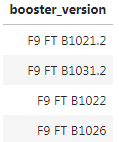 booster_version
F9 FT B1021.2
F9 FT B1031.2
F9 FT B1022
F9 FT B1026